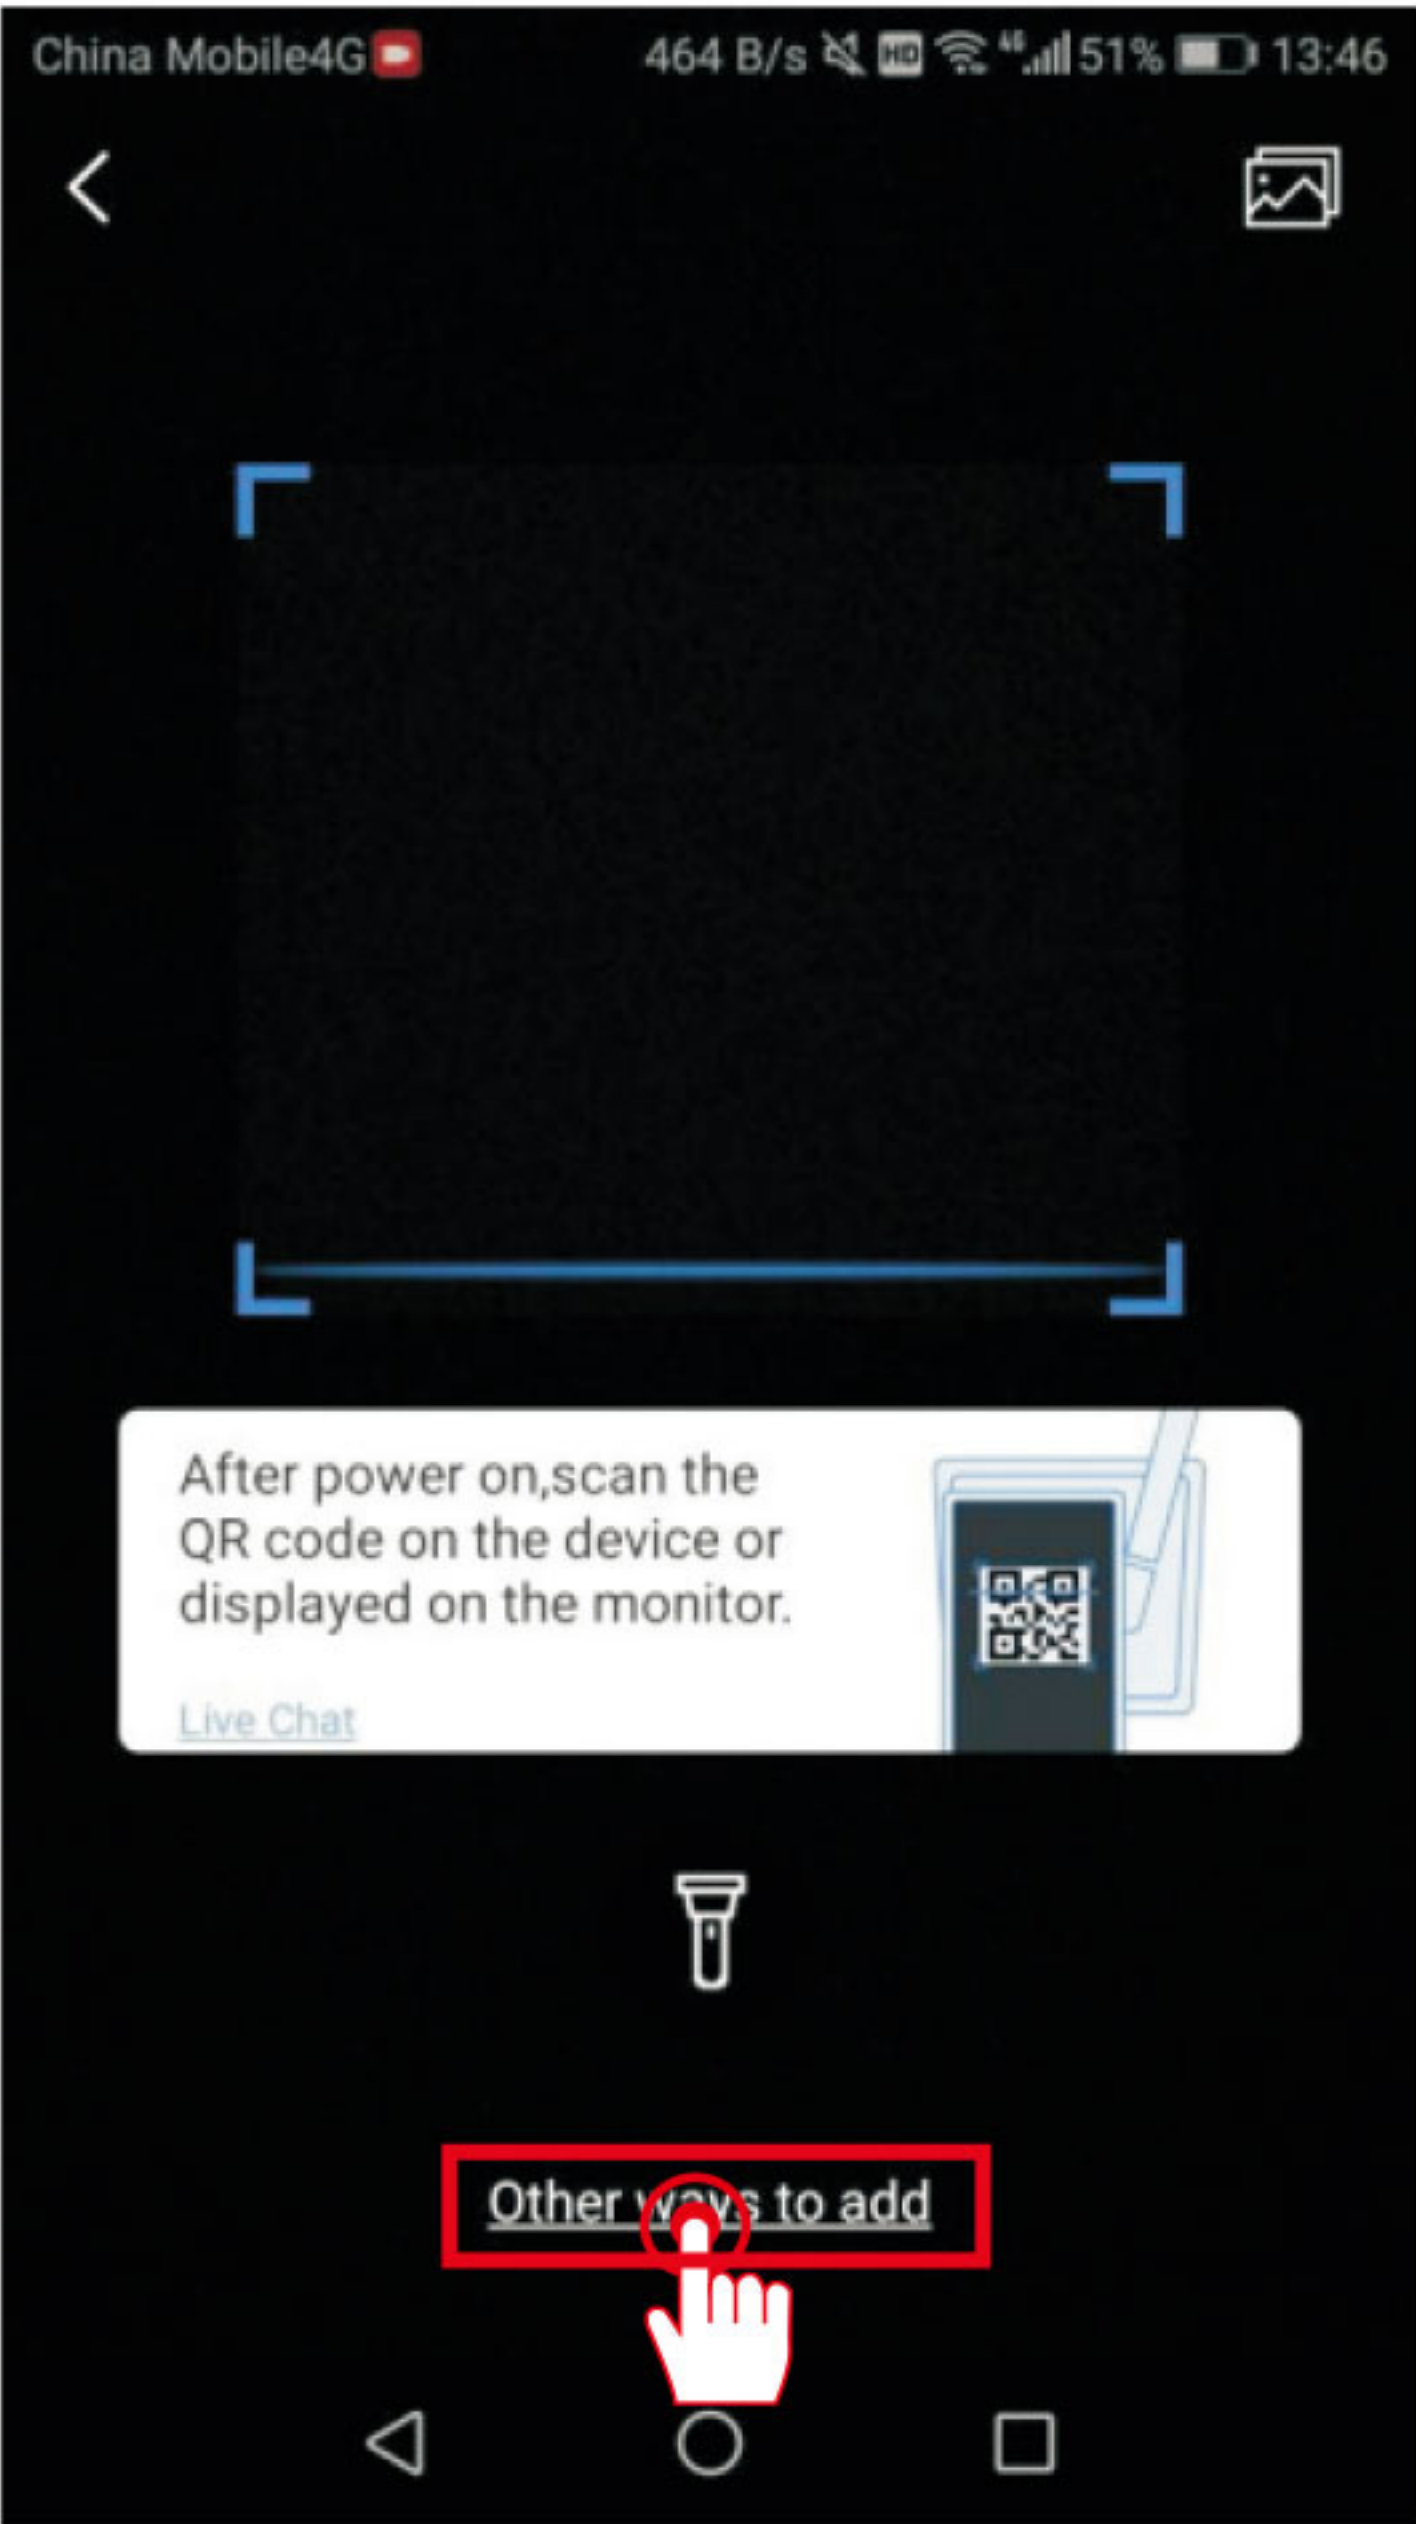 China Mobile4G 464 B/s HD 4G 51% 13:46
After power on,scan the
QR code on the device or
displayed on the monitor.
Live Chat
Other ways to add